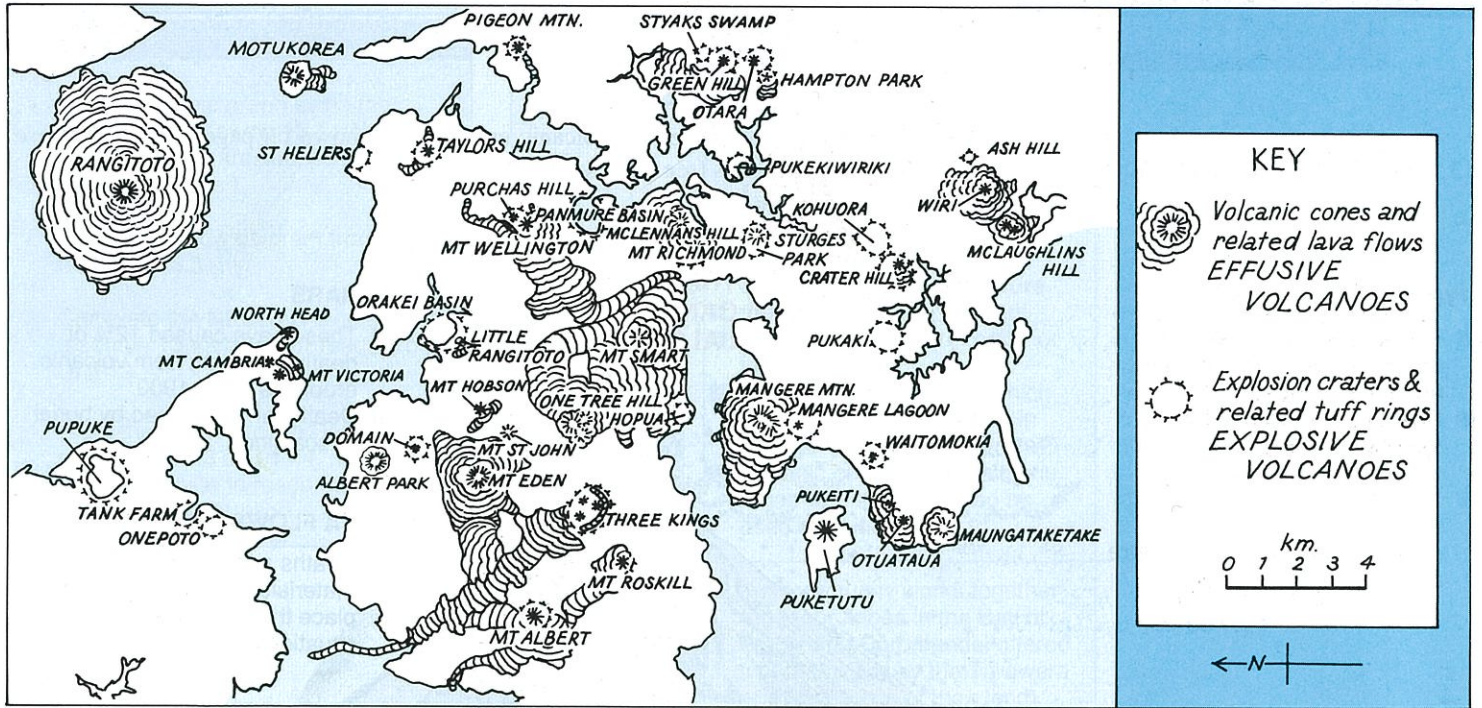 PIGEON MTN.
STYAKS SWAMP
MOTUKOREA
GREEN HILL
HAMPTON PARK
OTARA
RANGITOTO
ST HELIERS
TAYLORS HILL
PUKEKIWIRIKI
ASH HILL
PURCHAS HILL
PANMURE BASIN
KOHUORA
WIRI
MT WELLINGTON
MCLENNANS HILL
MT RICHMOND
STURGES
PARK
MCLAUGHLINS
HILL
CRATER HILL
ORAKEI BASIN
NORTH HEAD
LITTLE
RANGITOTO
MT SMART
PUKAKI
MT CAMBRIA
MT VICTORIA
MT HOBSON
MANGERE MTN.
ONE TREE HILL
HOPUA
MANGERE LAGOON
PUPUKE
DOMAIN
MT ST JOHN
WAITOMOKIA
ALBERT PARK
MT EDEN
PUKEITI
TANK FARM
THREE KINGS
MAUNGATAKETAKE
ONEPOTO
OTUATAUA
MT ROSKILL
PUKETUTU
MT ALBERT
KEY
Volcanic cones and
related lava flows
EFFUSIVE
VOLCANOES
Explosion craters &
related tuff rings
EXPLOSIVE
VOLCANOES
km.
0 1 2 3 4
N